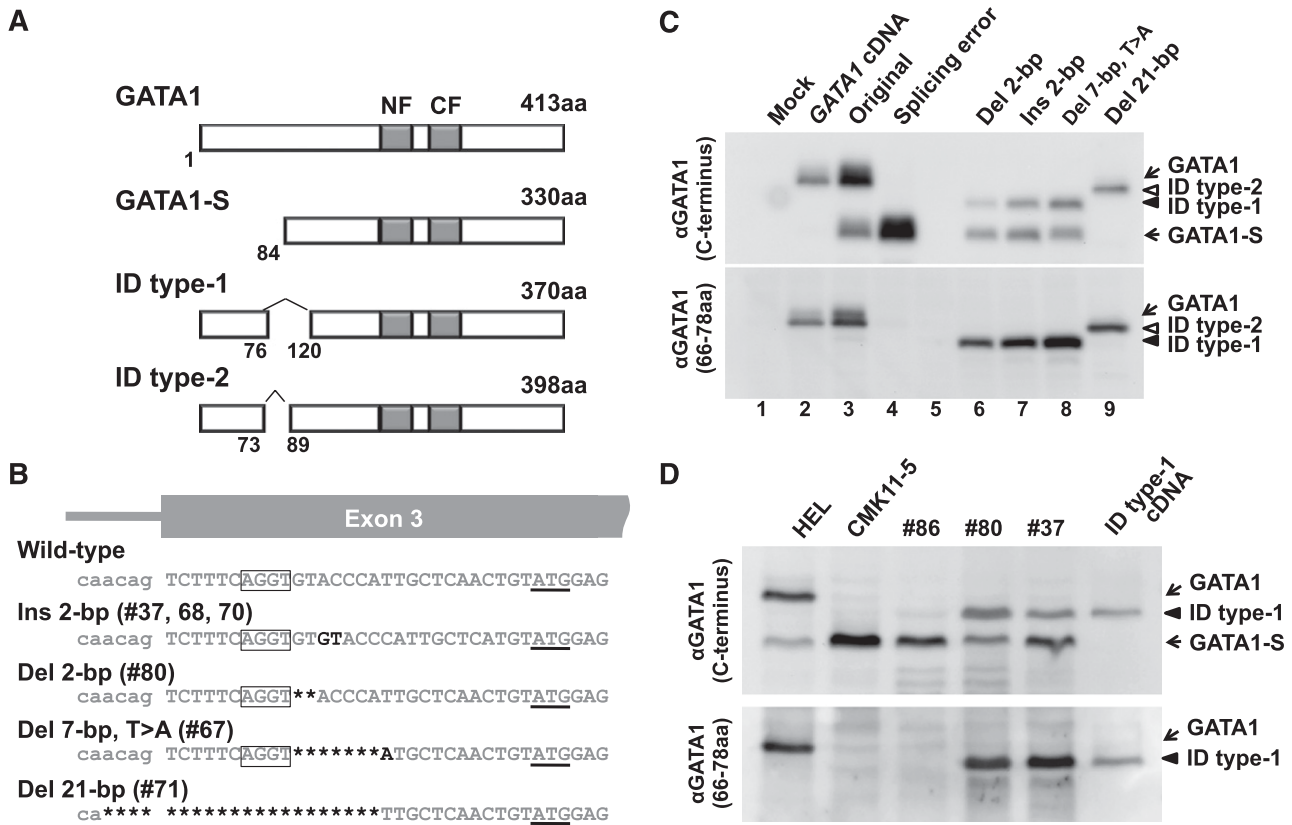 A
GATA1
NF CF
413aa
1
GATA1-S
330aa
84
ID type-1
370aa
76 120
ID type-2
398aa
73 89
B
Exon 3
Wild-type
caacag TCTTTCAGGTGTACCCATTGCTCAACTGTATGGAG
Ins 2-bp (#37, 68, 70)
caacag TCTTTCAGGTGTGTACCCATTGCTCATGTATGGAG
Del 2-bp (#80)
caacag TCTTTCAGGT**ACCCATTGCTCAACTGTATGGAG
Del 7-bp, T>A (#67)
caacag TCTTTCAGGT*******ATGCTCAACTGTATGGAG
Del 21-bp (#71)
ca**** *****************TTGCTCAACTGTATGGAG
C
Mock
GATA1 cDNA
Original
Splicing error
Del 2-bp
Ins 2-bp
Del 7-bp, T>A
Del 21-bp
αGATA1
(C-terminus)
GATA1
ID type-2
ID type-1
GATA1-S
αGATA1
(66-78aa)
GATA1
ID type-2
ID type-1
1 2 3 4 5 6 7 8 9
D
HEL
CMK11-5
#86
#80
#37
ID type-1
cDNA
αGATA1
(C-terminus)
GATA1
ID type-1
GATA1-S
αGATA1
(66-78aa)
GATA1
ID type-1